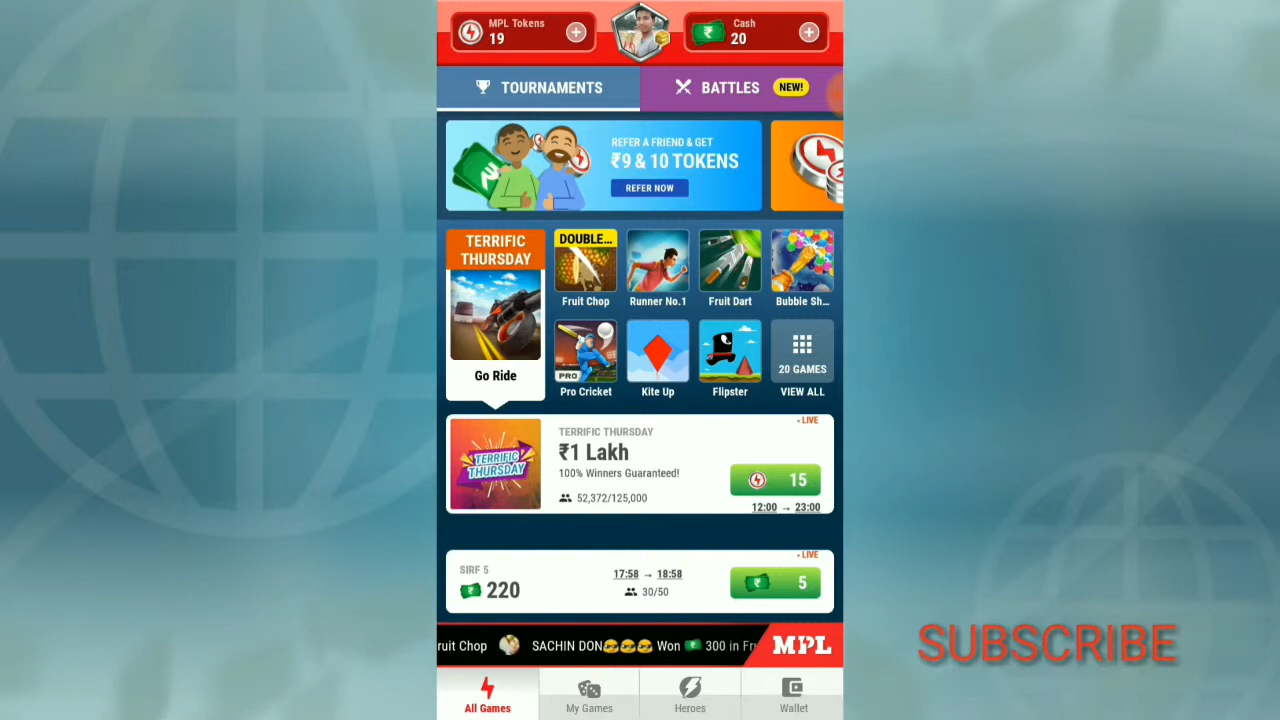 MPL Tokens
19
Cash
20
TOURNAMENTS
BATTLES
NEW!
REFER A FRIEND & GET
₹9 & 10 TOKENS
REFER NOW
TERRIFIC
THURSDAY
Go Ride
DOUBLE...
Fruit Chop
Runner No.1
Fruit Dart
Bubble Sh...
PRO
Pro Cricket
Kite Up
Flipster
20 GAMES
VIEW ALL
TERRIFIC
THURSDAY
TERRIFIC THURSDAY
₹1 Lakh
100% Winners Guaranteed!
52,372/125,000
• LIVE
15
12:00 → 23:00
SIRF 5
₹ 220
17:58 → 18:58
30/50
• LIVE
₹ 5
ruit Chop
SACHIN DON😂😂😂 Won ₹ 300 in Fr
MPL
SUBSCRIBE
All Games
My Games
Heroes
Wallet